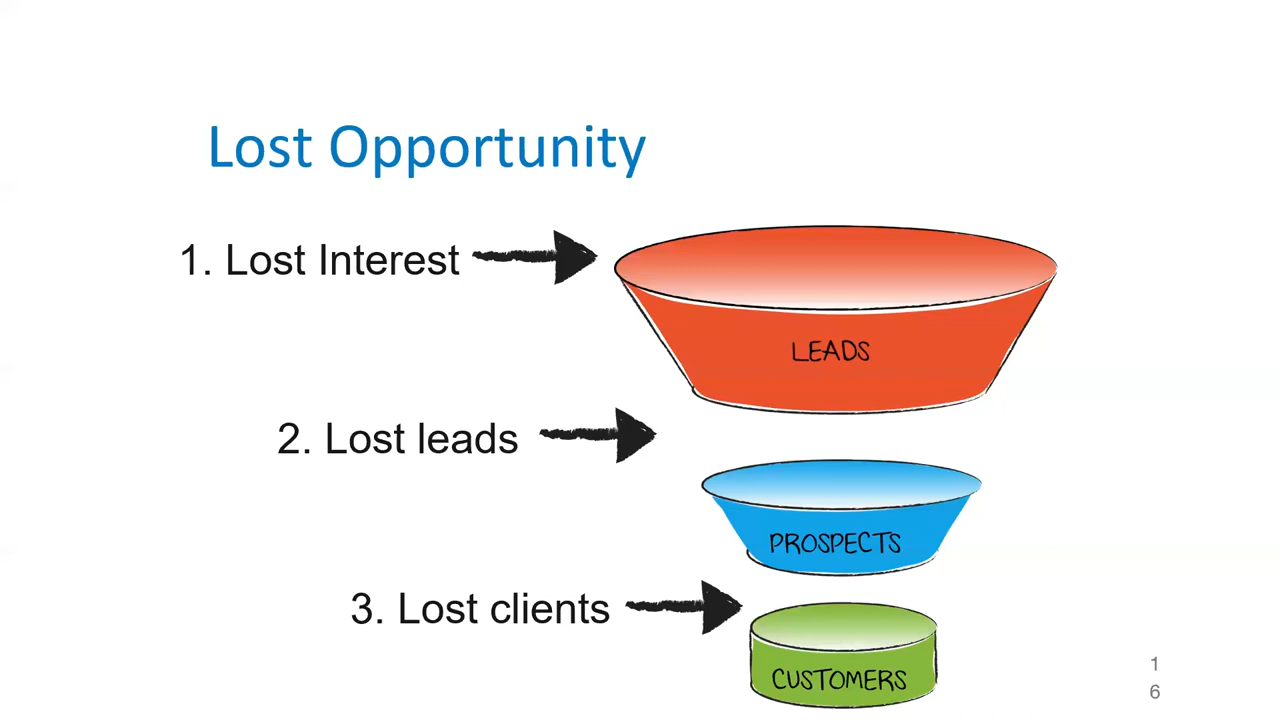 Lost Opportunity
1. Lost Interest
LEADS
2. Lost leads
PROSPECTS
3. Lost clients
CUSTOMERS
1
6